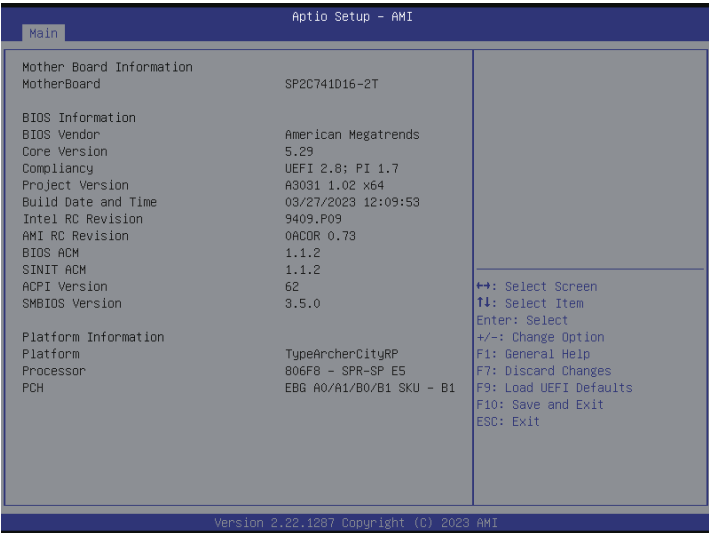 Aptio Setup - AMI
Main
Mother Board Information
MotherBoard SP2C741D16-2T
BIOS Information
BIOS Vendor American Megatrends
Core Version 5.29
Compliancy UEFI 2.8; PI 1.7
Project Version A3031 1.02 x64
Build Date and Time 03/27/2023 12:09:53
Intel RC Revision 9409.P09
AMI RC Revision 0ACOR 0.73
BIOS ACM 1.1.2
SINIT ACM 1.1.2
ACPI Version 62
SMBIOS Version 3.5.0
Platform Information
Platform TypeArcherCityRP
Processor 806F8 - SPR-SP E5
PCH EBG A0/A1/B0/B1 SKU - B1
↔: Select Screen
↑↓: Select Item
Enter: Select
+/-: Change Option
F1: General Help
F7: Discard Changes
F9: Load UEFI Defaults
F10: Save and Exit
ESC: Exit
Version 2.22.1287 Copyright (C) 2023 AMI